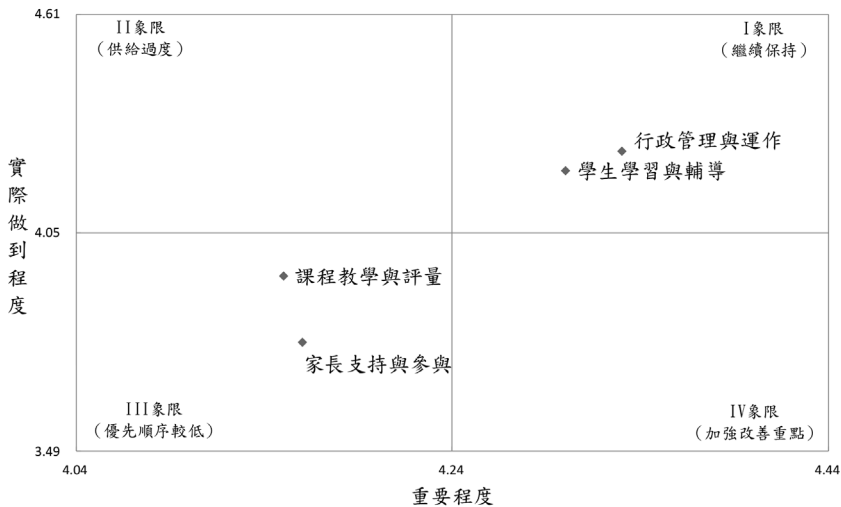 4.61
II象限
（供給過度）
I象限
（繼續保持）
行政管理與運作
學生學習與輔導
實際做到程度
4.05
課程教學與評量
家長支持與參與
III象限
（優先順序較低）
IV象限
（加強改善重點）
3.49
4.04
4.24
4.44
重要程度